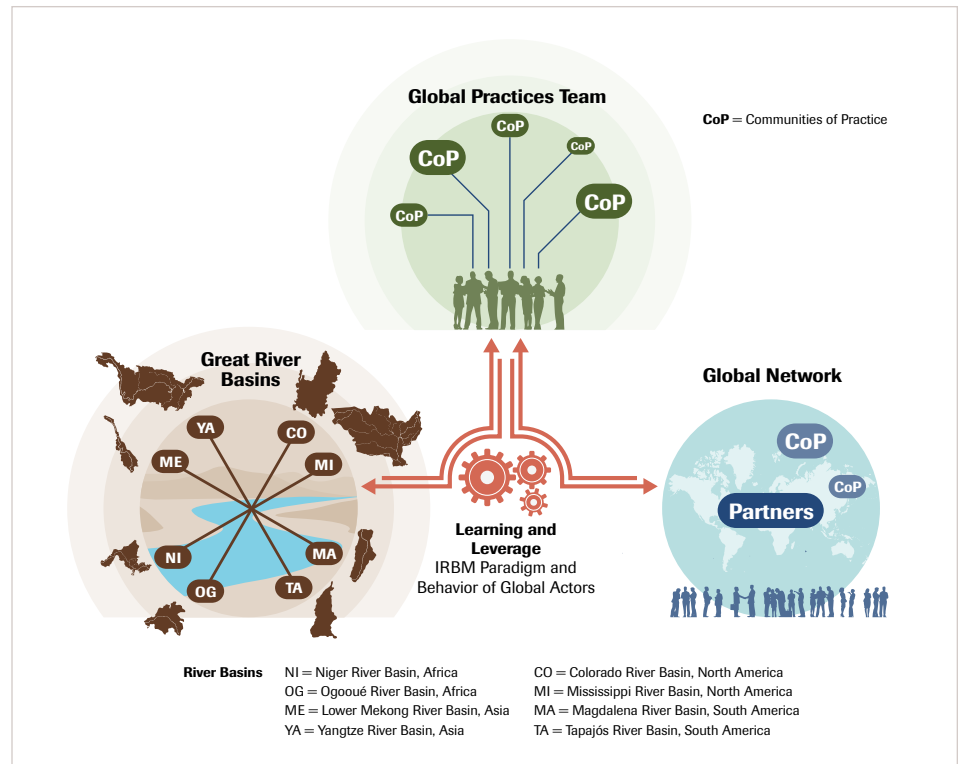 Global Practices Team
CoP = Communities of Practice
CoP
CoP
CoP
CoP
CoP
Great River
Basins
YA
CO
ME
MI
NI
MA
OG
TA
Learning and
Leverage
IRBM Paradigm and
Behavior of Global Actors
Global Network
CoP
CoP
Partners
River Basins
NI = Niger River Basin, Africa
OG = Ogooué River Basin, Africa
ME = Lower Mekong River Basin, Asia
YA = Yangtze River Basin, Asia
CO = Colorado River Basin, North America
MI = Mississippi River Basin, North America
MA = Magdalena River Basin, South America
TA = Tapajós River Basin, South America